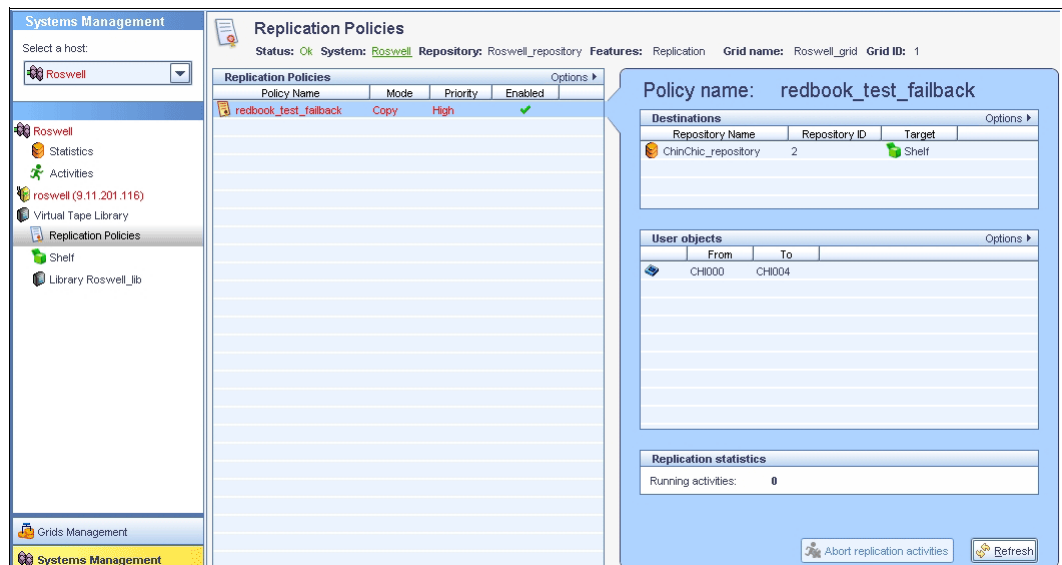 Systems Management
Select a host:
Roswell
Roswell
Statistics
Activities
roswell (9.11.201.116)
Virtual Tape Library
Replication Policies
Shelf
Library Roswell_lib
Grids Management
Systems Management
Replication Policies
Status: Ok System: Roswell Repository: Roswell_repository Features: Replication Grid name: Roswell_grid Grid ID: 1
Replication Policies Options
Policy Name Mode Priority Enabled
redbook_test_failback Copy High
Policy name: redbook_test_failback
Destinations Options
Repository Name Repository ID Target
ChinChic_repository 2 Shelf
User objects Options
From To
CHI000 CHI004
Replication statistics
Running activities: 0
Abort replication activities Refresh